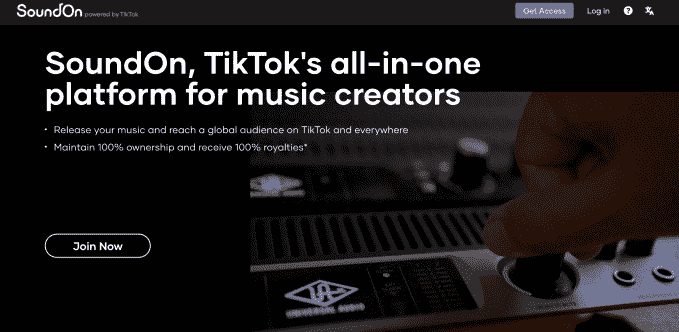 SoundOn powered by TikTok
Get Access
Log in
SoundOn, TikTok's all-in-one
platform for music creators
• Release your music and reach a global audience on TikTok and everywhere
• Maintain 100% ownership and receive 100% royalties*
Join Now
UNIVERSAL AUDIO